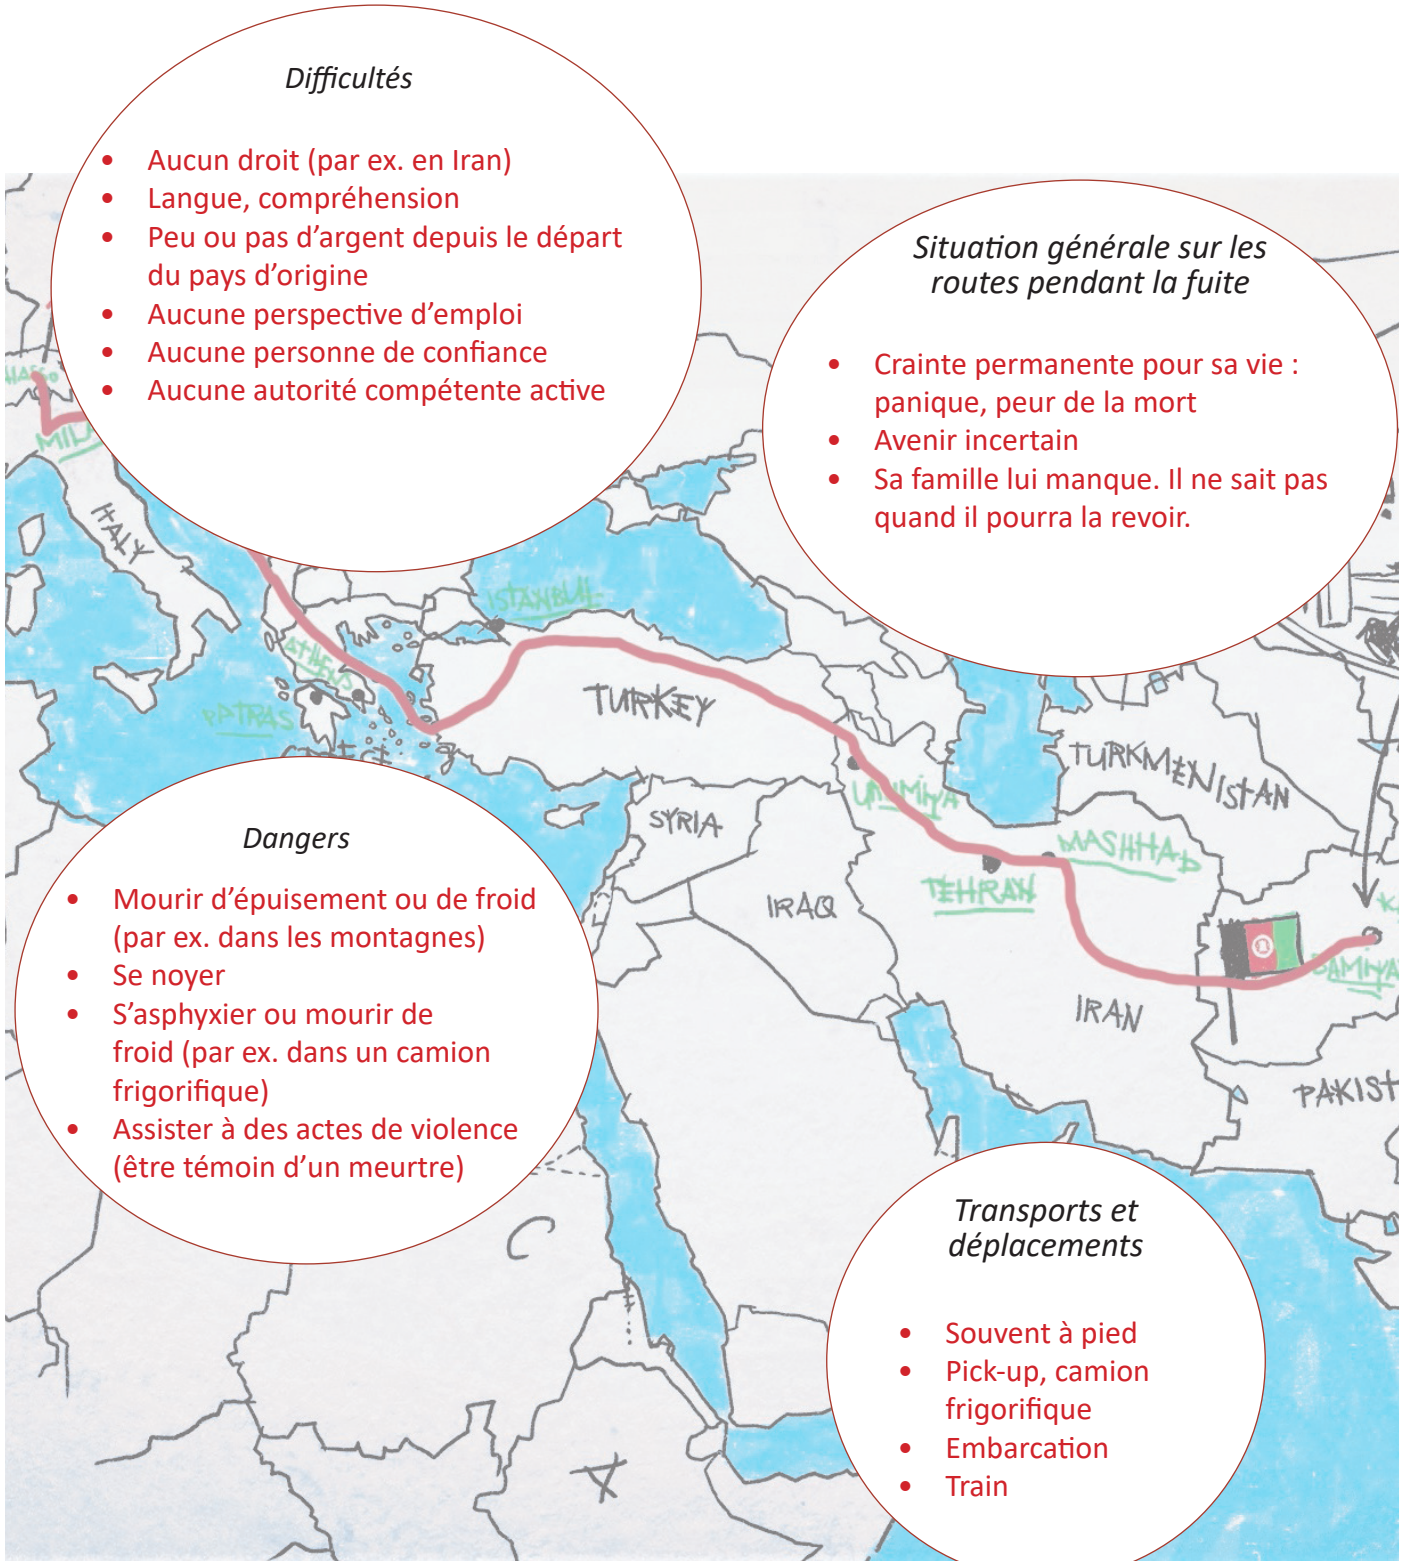 Difficultés
• Aucun droit (par ex. en Iran)
• Langue, compréhension
• Peu ou pas d'argent depuis le départ
du pays d'origine
• Aucune perspective d’emploi
• Aucune personne de confiance
• Aucune autorité compétente active
Situation générale sur les
routes pendant la fuite
• Crainte permanente pour sa vie :
panique, peur de la mort
• Avenir incertain
• Sa famille lui manque. Il ne sait pas
quand il pourra la revoir.
ITALY
ISTANBUL
ATHENS
PATRAS
TURKEY
TURKMENISTAN
SYRIA
URUMIYA
MASHHAD
TEHRAN
IRAQ
IRAN
Dangers
• Mourir d'épuisement ou de froid
(par ex. dans les montagnes)
• Se noyer
• S’asphyxier ou mourir de
froid (par ex. dans un camion
frigorifique)
• Assister à des actes de violence
(être témoin d’un meurtre)
BAMIYA
PAKIST
Transports et
déplacements
• Souvent à pied
• Pick-up, camion
frigorifique
• Embarcation
• Train